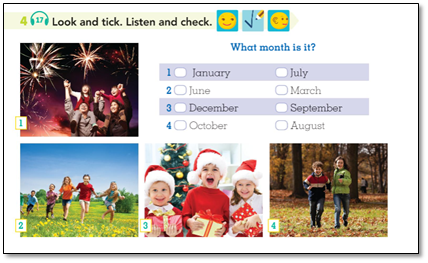 4 17 Look and tick. Listen and check.
What month is it?
1 January July
2 June March
3 December September
4 October August
1
2
3
4